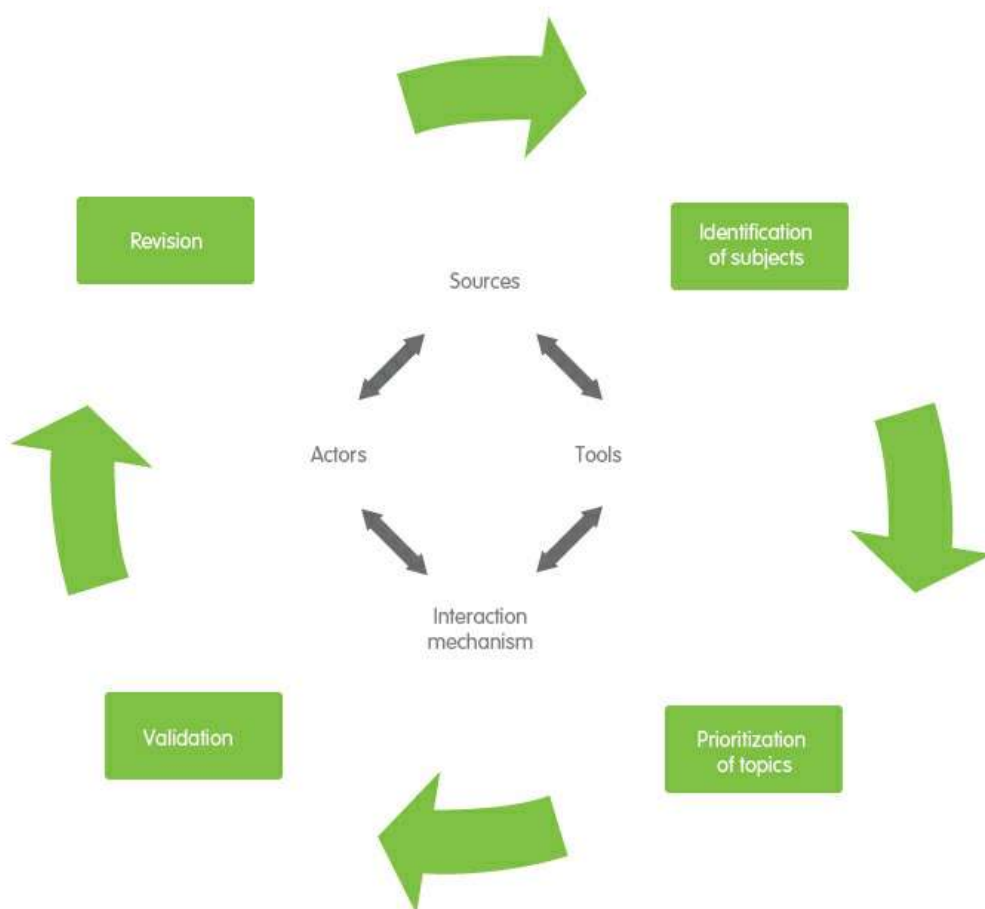 Revision
Identification
of subjects
Sources
Actors
Tools
Interaction
mechanism
Validation
Prioritization
of topics